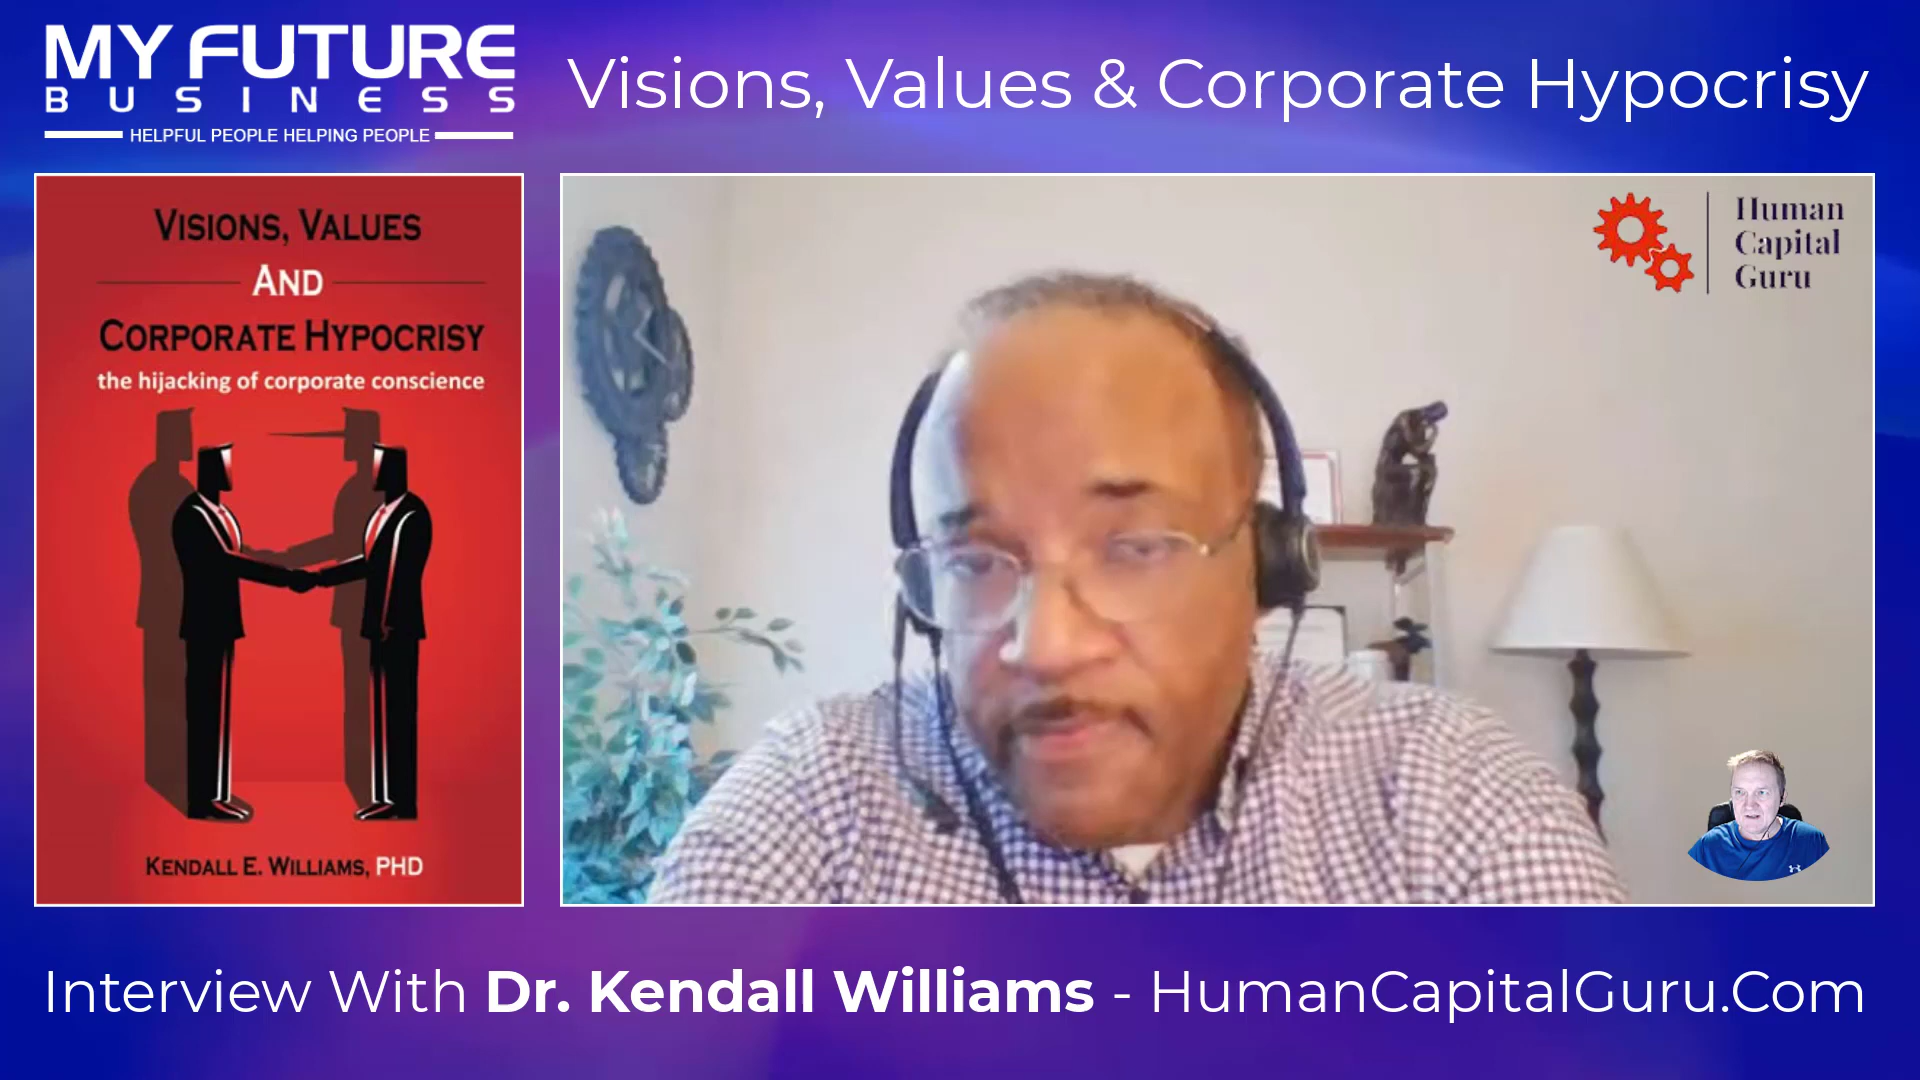 MY FUTURE
BUSINESS
HELPFUL PEOPLE HELPING PEOPLE
Visions, Values & Corporate Hypocrisy
VISIONS, VALUES
AND
CORPORATE HYPOCRISY
the hijacking of corporate conscience
KENDALL E. WILLIAMS, PHD
Human
Capital
Guru
Interview With Dr. Kendall Williams - HumanCapitalGuru.Com